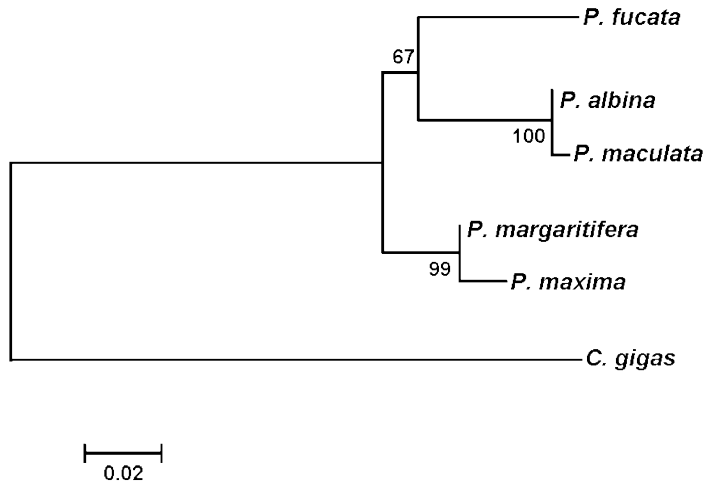 P. fucata
67
P. albina
100
P. maculata
P. margaritifera
99
P. maxima
C. gigas
0.02